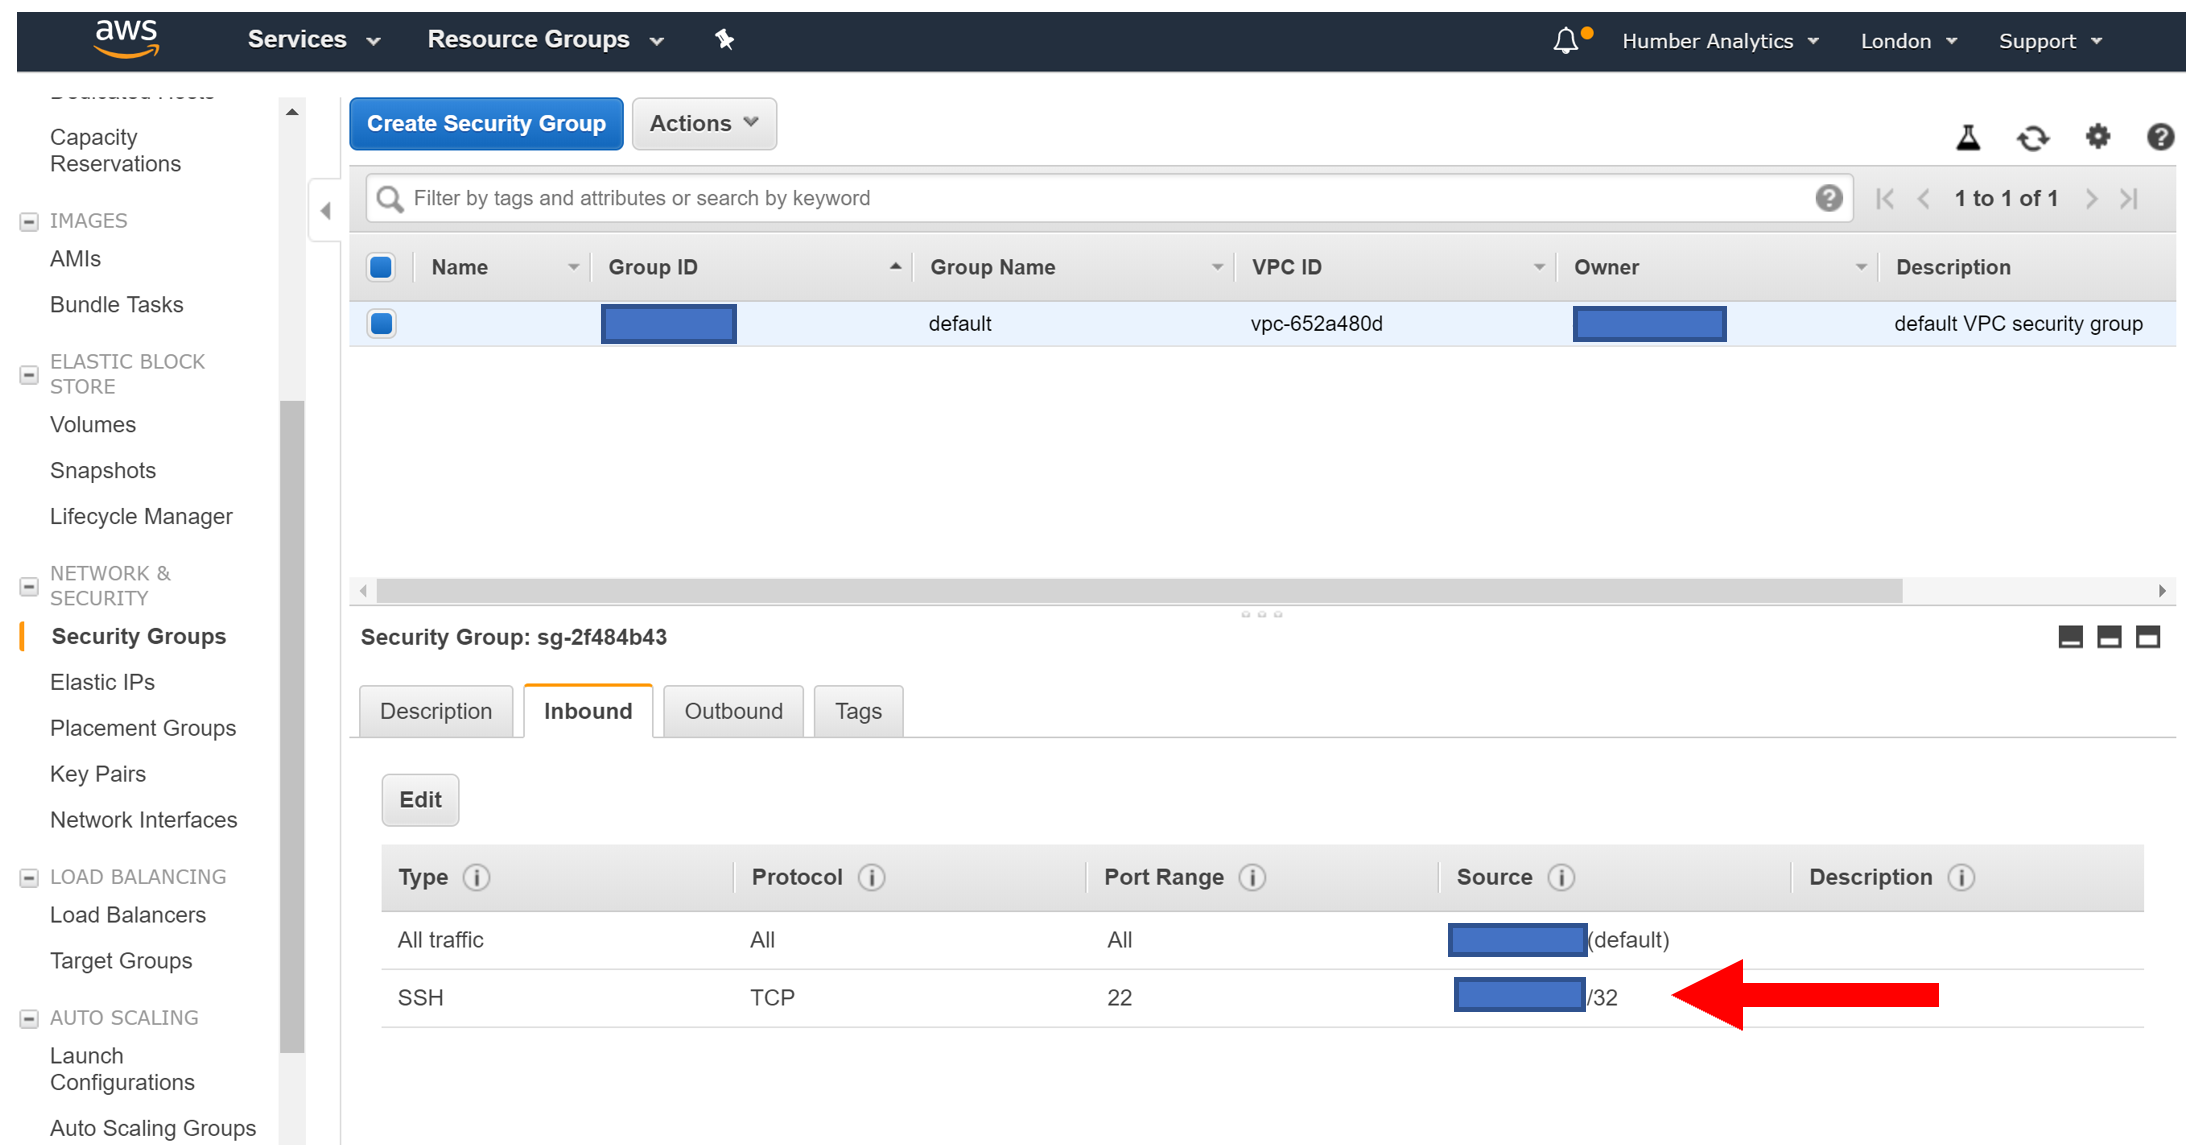 aws
Services
Resource Groups
Humber Analytics
London
Support
Capacity
Reservations
IMAGES
AMIs
Bundle Tasks
ELASTIC BLOCK
STORE
Volumes
Snapshots
Lifecycle Manager
NETWORK &
SECURITY
Security Groups
Elastic IPs
Placement Groups
Key Pairs
Network Interfaces
LOAD BALANCING
Load Balancers
Target Groups
AUTO SCALING
Launch
Configurations
Auto Scaling Groups
Create Security Group
Actions
Filter by tags and attributes or search by keyword
1 to 1 of 1
Name Group ID Group Name VPC ID Owner Description
default vpc-652a480d default VPC security group
Security Group: sg-2f484b43
Description Inbound Outbound Tags
Edit
Type Protocol Port Range Source Description
All traffic All All (default)
SSH TCP 22 /32